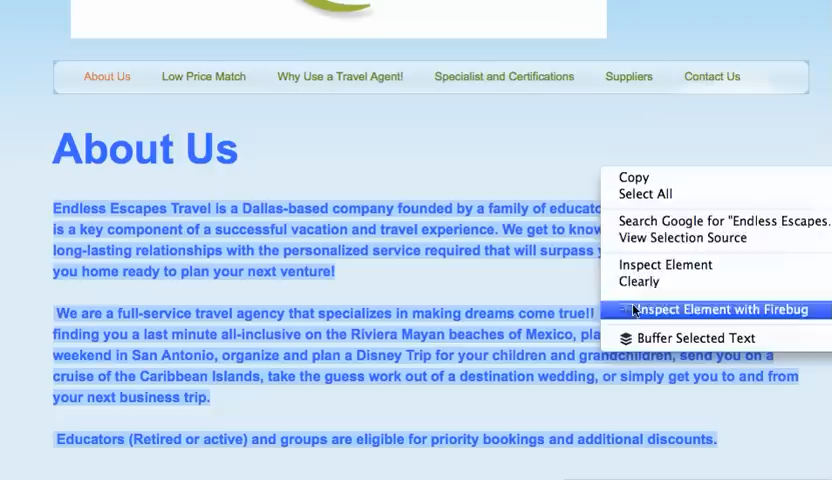 About Us
Low Price Match
Why Use a Travel Agent!
Specialist and Certifications
Suppliers
Contact Us
About Us
Endless Escapes Travel is a Dallas-based company founded by a family of
is a key component of a successful vacation and travel experience. We get to
long-lasting relationships with the personalized service required that will surpass
you home ready to plan your next venture!
We are a full-service travel agency that specializes in making dreams come true!!
finding you a last minute all-inclusive on the Riviera Mayan beaches of Mexico,
weekend in San Antonio, organize and plan a Disney Trip for your children and grandchildren, send you on a
cruise of the Caribbean Islands, take the guess work out of a destination wedding, or simply get you to and from
your next business trip.
Educators (Retired or active) and groups are eligible for priority bookings and additional discounts.
Copy
Select All
Search Google for "Endless Escapes.
View Selection Source
Inspect Element
Clearly
Inspect Element with Firebug
Buffer Selected Text